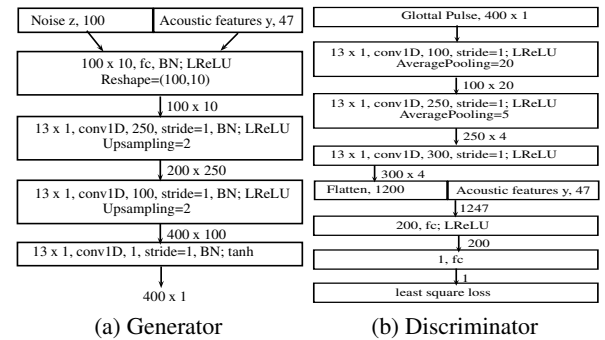 Noise z, 100
Acoustic features y, 47
100 x 10, fc, BN; LReLU
Reshape=(100,10)
100 x 10
13 x 1, conv1D, 250, stride=1, BN; LReLU
Upsampling=2
200 x 250
13 x 1, conv1D, 100, stride=1, BN; LReLU
Upsampling=2
400 x 100
13 x 1, conv1D, 1, stride=1, BN; tanh
400 x 1
(a) Generator
Glottal Pulse, 400 x 1
13 x 1, conv1D, 100, stride=1; LReLU
AveragePooling=20
100 x 20
13 x 1, conv1D, 250, stride=1; LReLU
AveragePooling=5
250 x 4
13 x 1, conv1D, 300, stride=1; LReLU
300 x 4
Flatten, 1200
Acoustic features y, 47
1247
200, fc; LReLU
200
1, fc
1
least square loss
(b) Discriminator